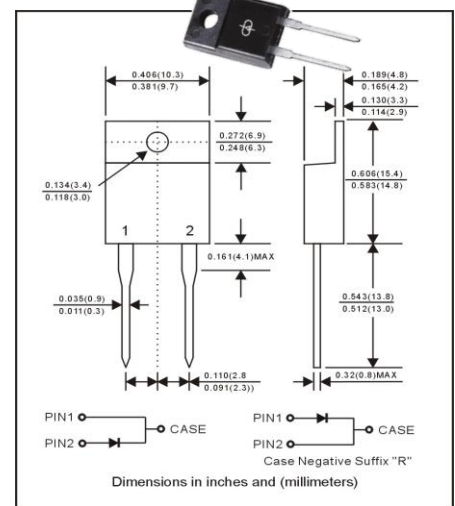 0.406(10.3)
0.381(9.7)
0.189(4.8)
0.165(4.2)
0.130(3.3)
0.114(2.9)
0.272(6.9)
0.248(6.3)
0.606(15.4)
0.583(14.8)
0.134(3.4)
0.118(3.0)
1 2
0.161(4.1)MAX
0.035(0.9)
0.011(0.3)
0.543(13.8)
0.512(13.0)
0.110(2.8
0.091(2.3))
0.32(0.8)MAX
PIN1
PIN2
CASE
PIN1
PIN2
CASE
Case Negative Suffix "R"
Dimensions in inches and (millimeters)